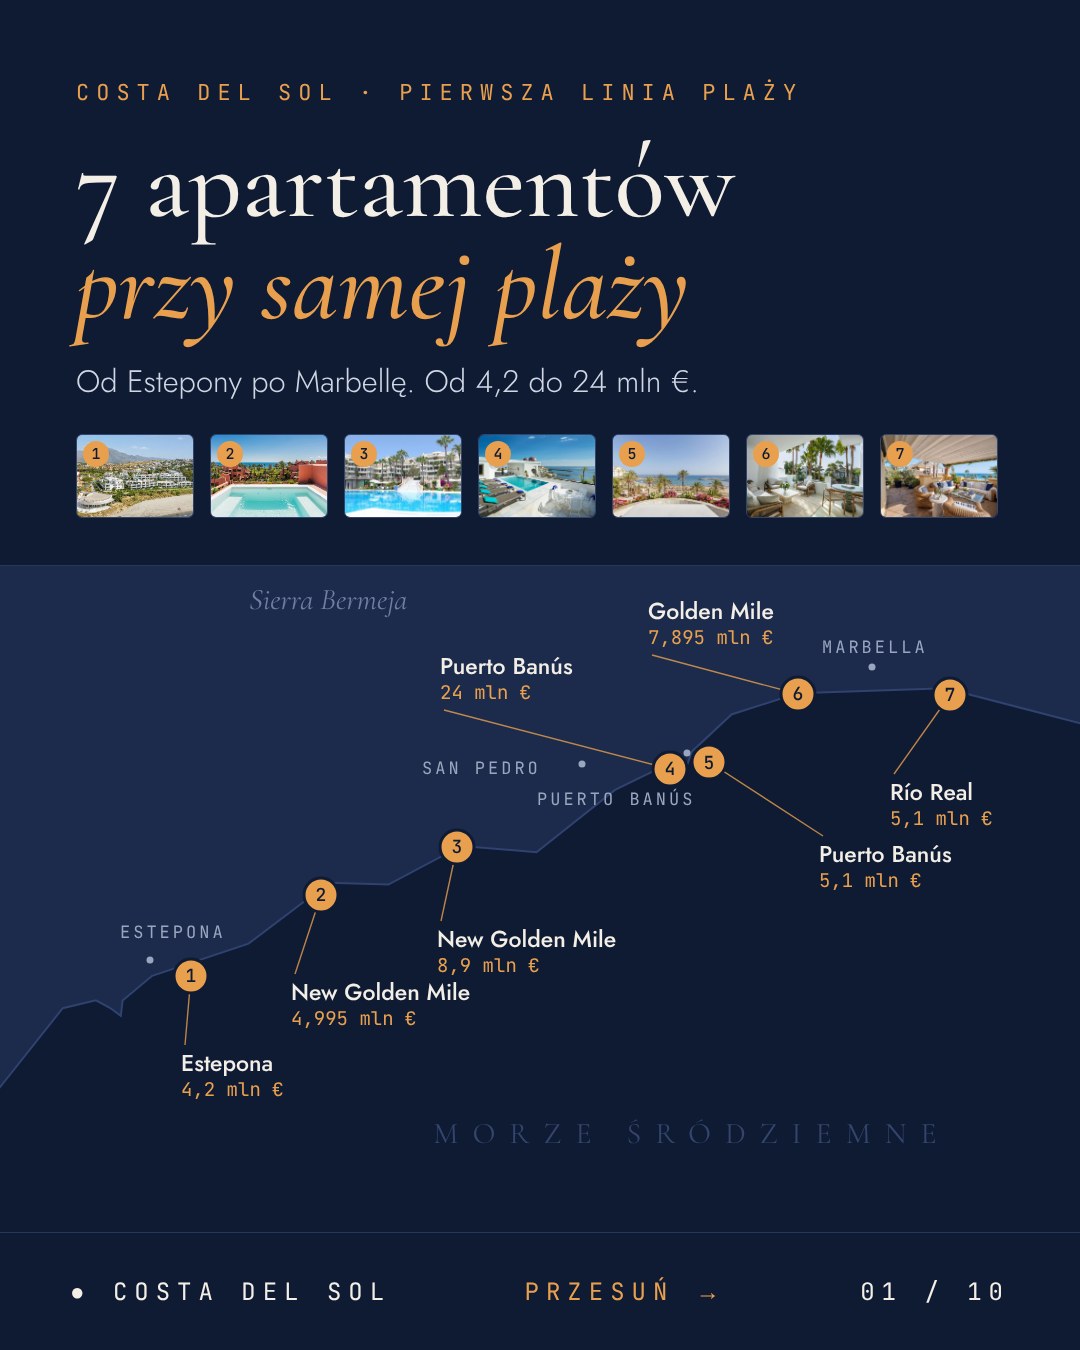 COSTA DEL SOL · PIERWSZA LINIA PLAŻY
7 apartamentów
przy samej plaży
Od Estepony po Marbellę. Od 4,2 do 24 mln €.
1 2 3 4 5 6 7
Sierra Bermeja
Golden Mile
7,895 mln €
MARBELLA
Puerto Banús
24 mln €
6
7
SAN PEDRO
4
5
PUERTO BANÚS
Río Real
5,1 mln €
Puerto Banús
5,1 mln €
3
2
ESTEPONA
New Golden Mile
8,9 mln €
1
New Golden Mile
4,995 mln €
Estepona
4,2 mln €
MORZE ŚRÓDZIEMNE
• COSTA DEL SOL
PRZESUŃ →
01 / 10